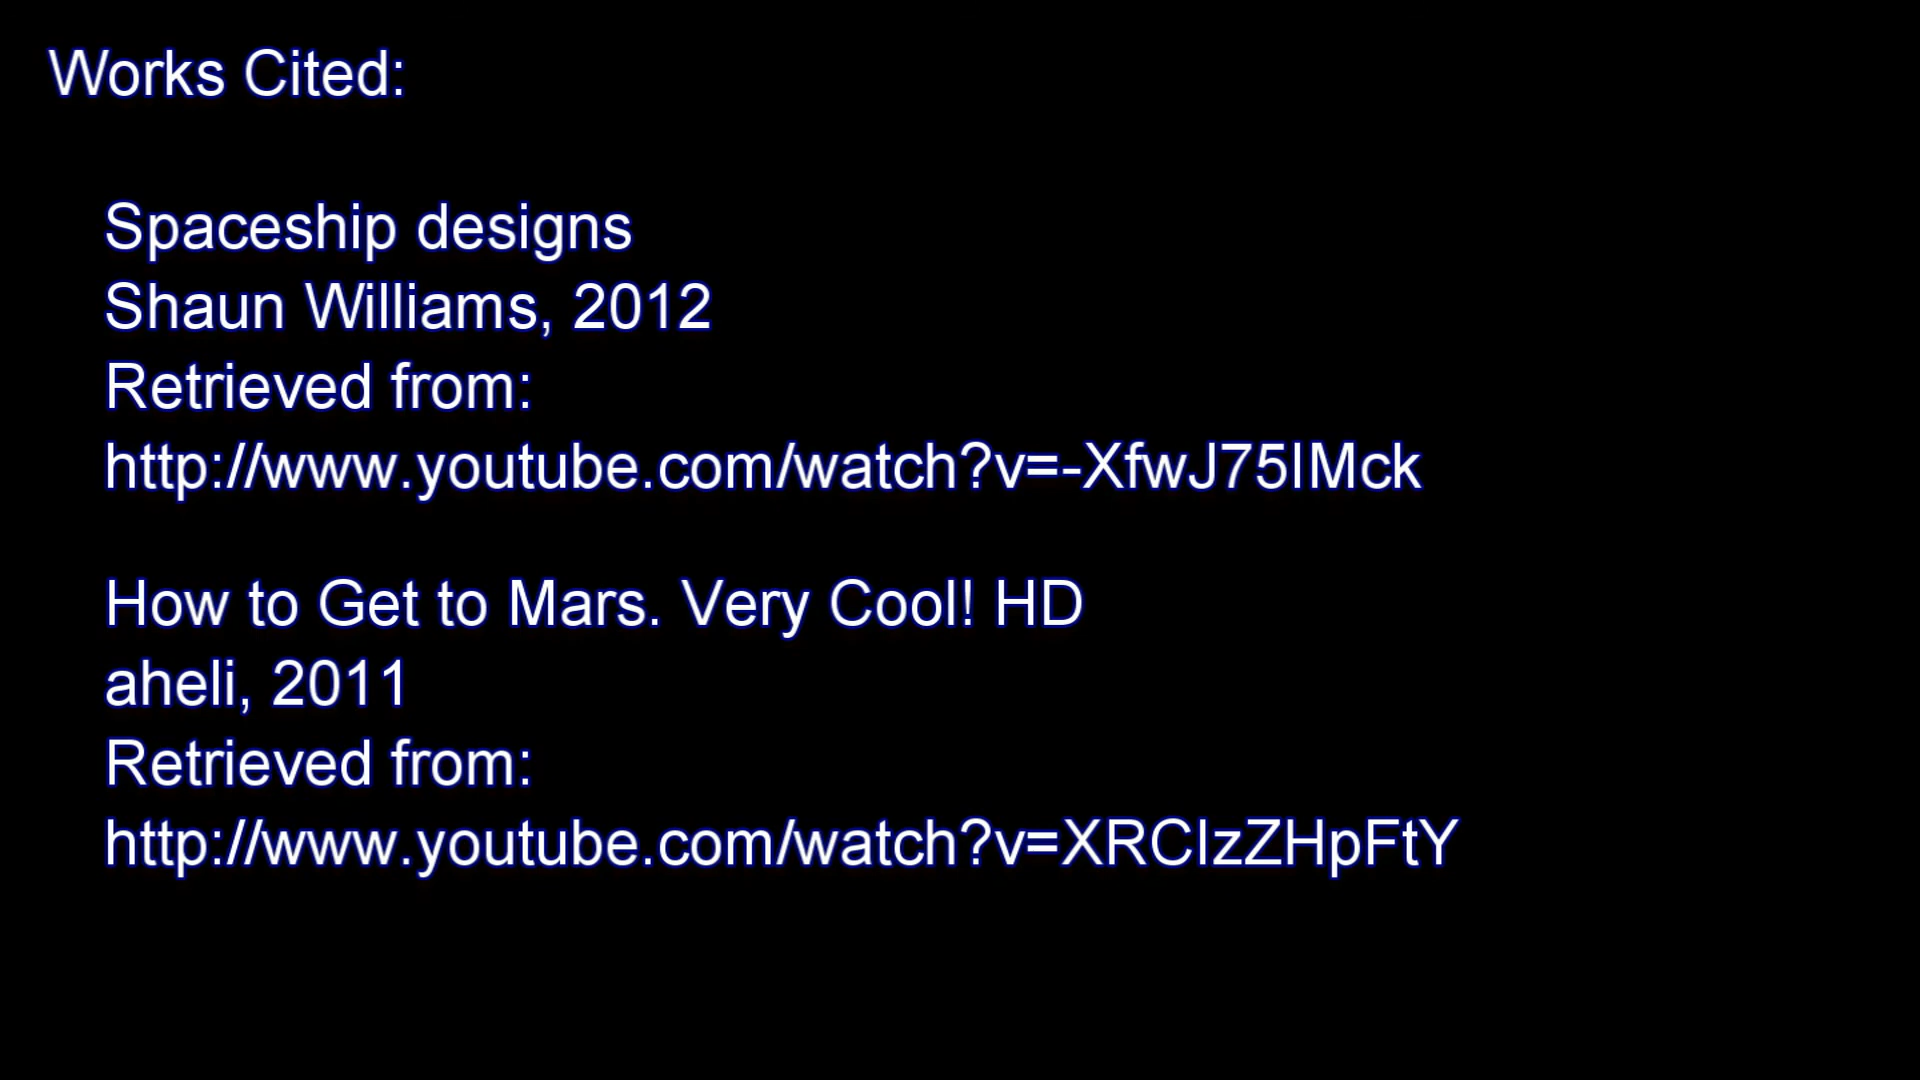 Works Cited:
Spaceship designs
Shaun Williams, 2012
Retrieved from:
http://www.youtube.com/watch?v=-XfwJ75IMck
How to Get to Mars. Very Cool! HD
aheli, 2011
Retrieved from:
http://www.youtube.com/watch?v=XRCIzZHpFtY